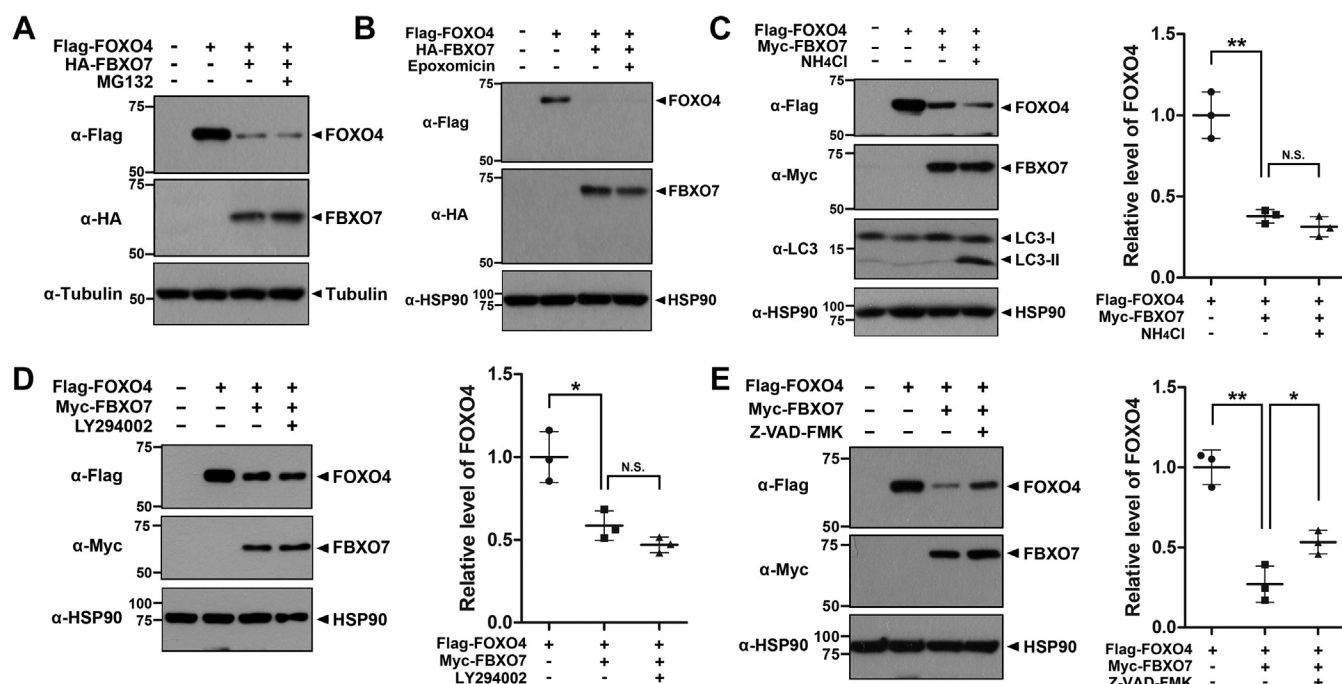 A
Flag-FOXO4 - + + +
HA-FBXO7 - - + +
MG132 - - - +
75
α-Flag
FOXO4
50
75
α-HA
FBXO7
50
α-Tubulin
50
Tubulin
B
Flag-FOXO4 - + + +
HA-FBXO7 - - + +
Epoxomicin - - - +
75
FOXO4
α-Flag
50
75
FBXO7
α-HA
50
α-HSP90
100
75
HSP90
C
Flag-FOXO4 - + + +
Myc-FBXO7 - - + +
NH4Cl - - - +
75
α-Flag
FOXO4
50
75
α-Myc
FBXO7
50
α-LC3
15
LC3-I
LC3-II
α-HSP90
100
75
HSP90
Relative level of FOXO4
1.5
1.0
0.5
0.0
**
N.S.
Flag-FOXO4 + + +
Myc-FBXO7 - + +
NH4Cl - - +
D
Flag-FOXO4 - + + +
Myc-FBXO7 - - + +
LY294002 - - - +
75
α-Flag
FOXO4
50
75
α-Myc
FBXO7
50
α-HSP90
100
75
HSP90
Relative level of FOXO4
1.5
1.0
0.5
0.0
*
N.S.
Flag-FOXO4 + + +
Myc-FBXO7 - + +
LY294002 - - +
E
Flag-FOXO4 - + + +
Myc-FBXO7 - - + +
Z-VAD-FMK - - - +
75
α-Flag
FOXO4
50
75
α-Myc
FBXO7
50
α-HSP90
100
75
HSP90
Relative level of FOXO4
1.5
1.0
0.5
0.0
**
*
Flag-FOXO4 + + +
Myc-FBXO7 - + +
Z-VAD-FMK - - +